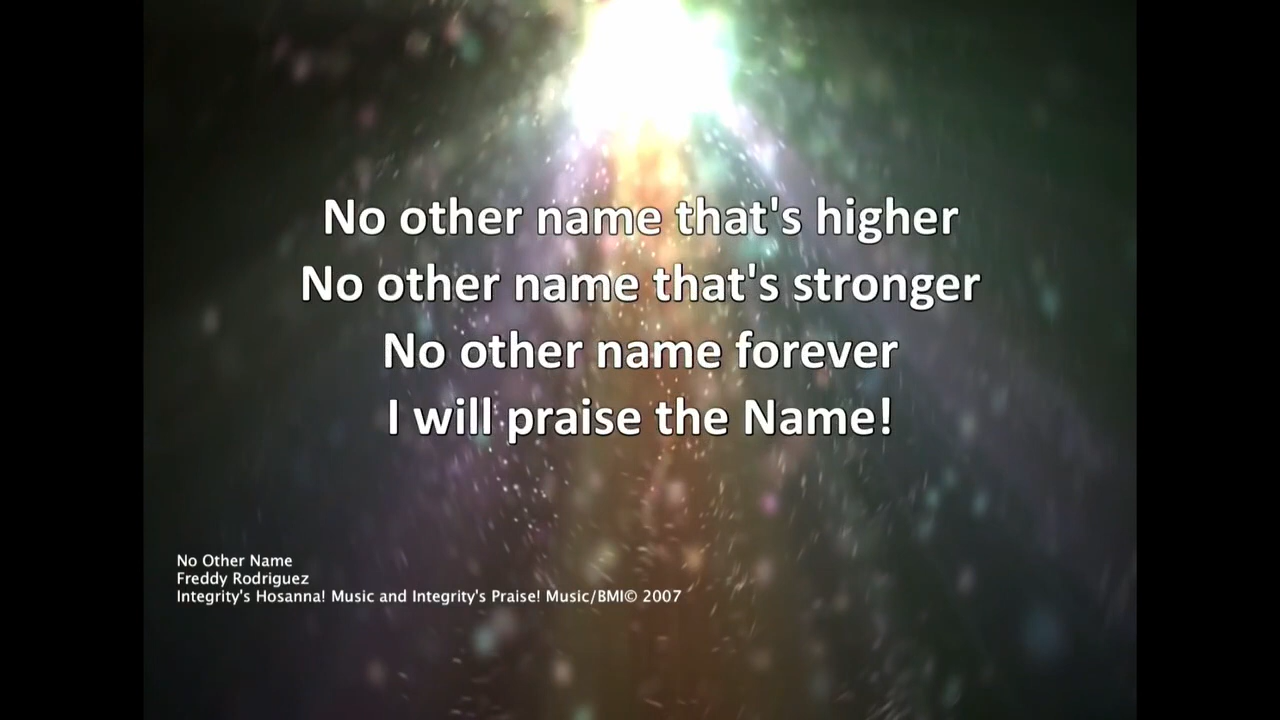 No other name that's higher
No other name that's stronger
No other name forever
I will praise the Name!
No Other Name
Freddy Rodriguez
Integrity's Hosanna! Music and Integrity's Praise! Music/BMI© 2007